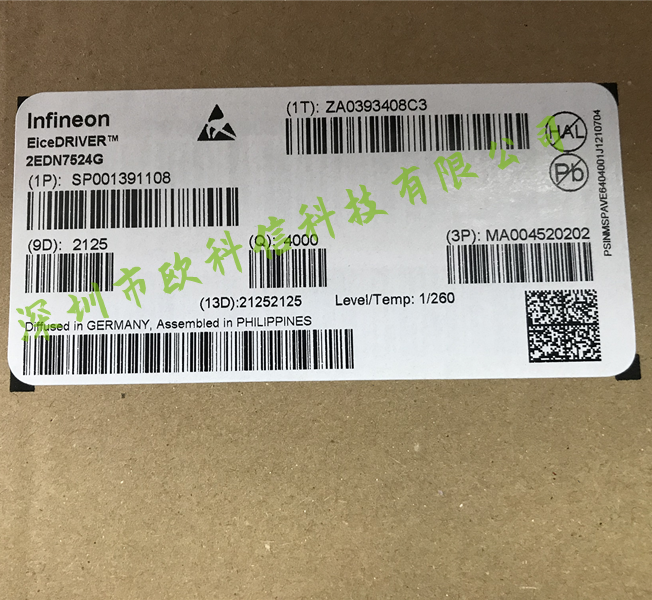 Infineon
EiceDRIVER™
2EDN7524G
(1P): SP001391108
(1T): ZA0393408C3
HAL
Pb
PSINMSPAVE6404001J1210704
(9D): 2125
(Q): 4000
(3P): MA004520202
(13D):21252125
Level/Temp: 1/260
Diffused in GERMANY, Assembled in PHILIPPINES
深圳市欧科信科技有限公司